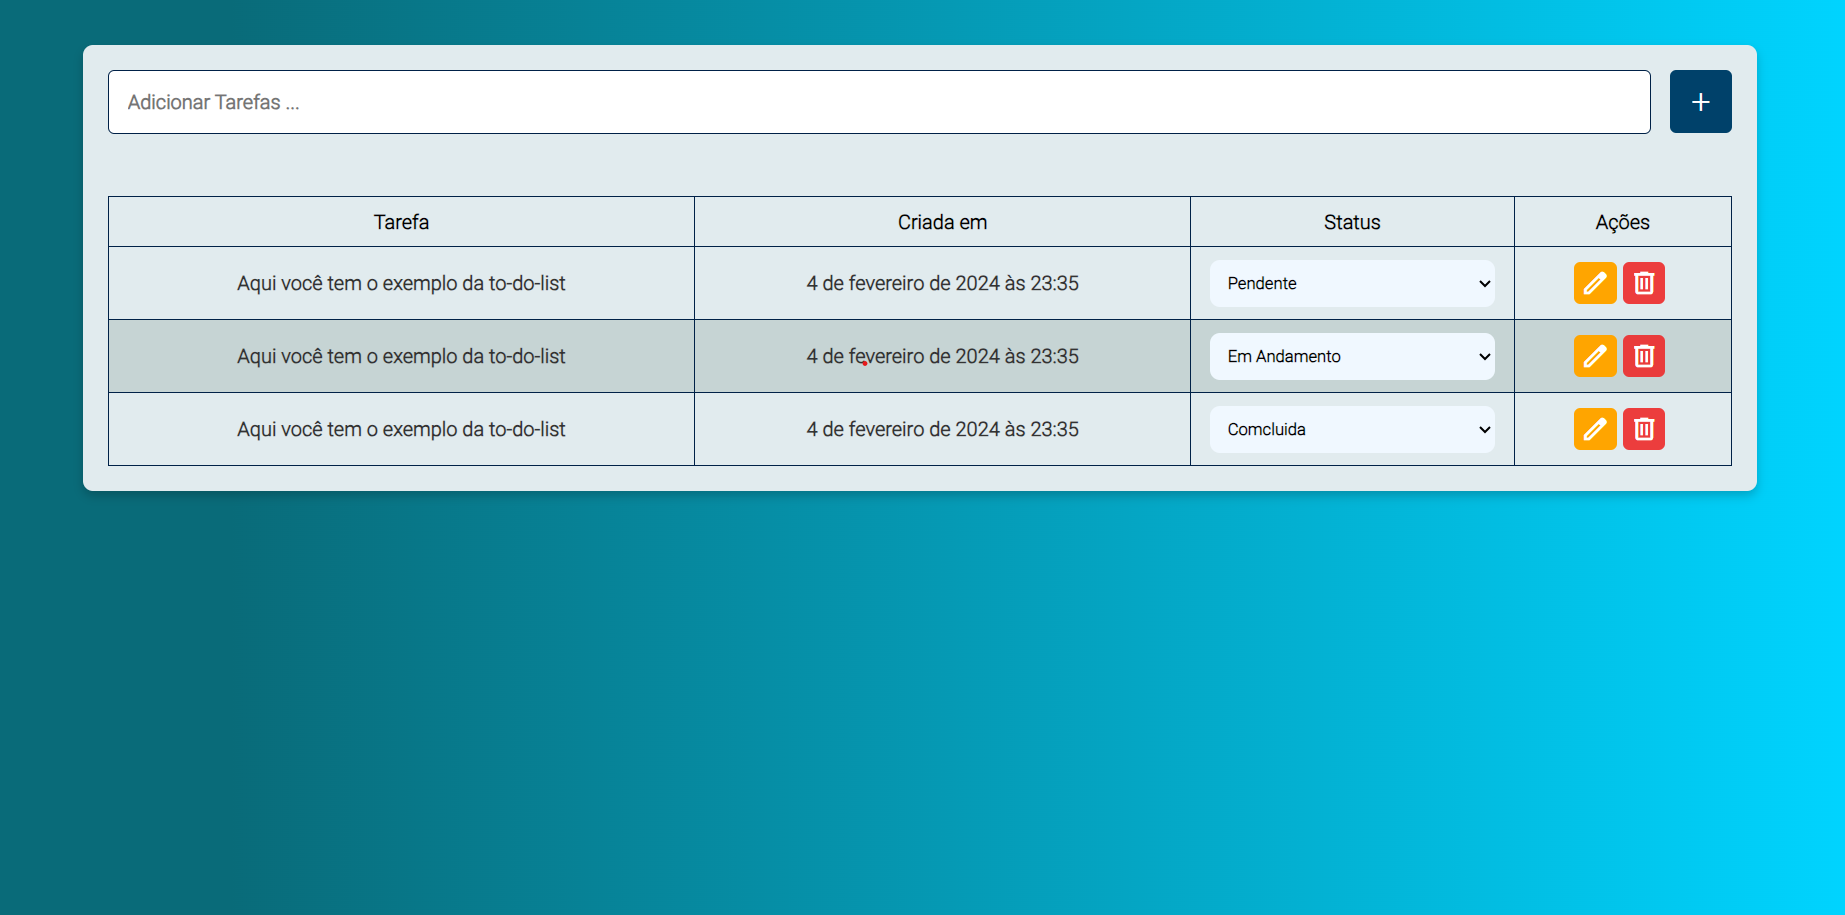 Adicionar Tarefas ...
+
Tarefa Criada em Status Ações
Aqui você tem o exemplo da to-do-list 4 de fevereiro de 2024 às 23:35 Pendente
Aqui você tem o exemplo da to-do-list 4 de fevereiro de 2024 às 23:35 Em Andamento
Aqui você tem o exemplo da to-do-list 4 de fevereiro de 2024 às 23:35 Comcluida